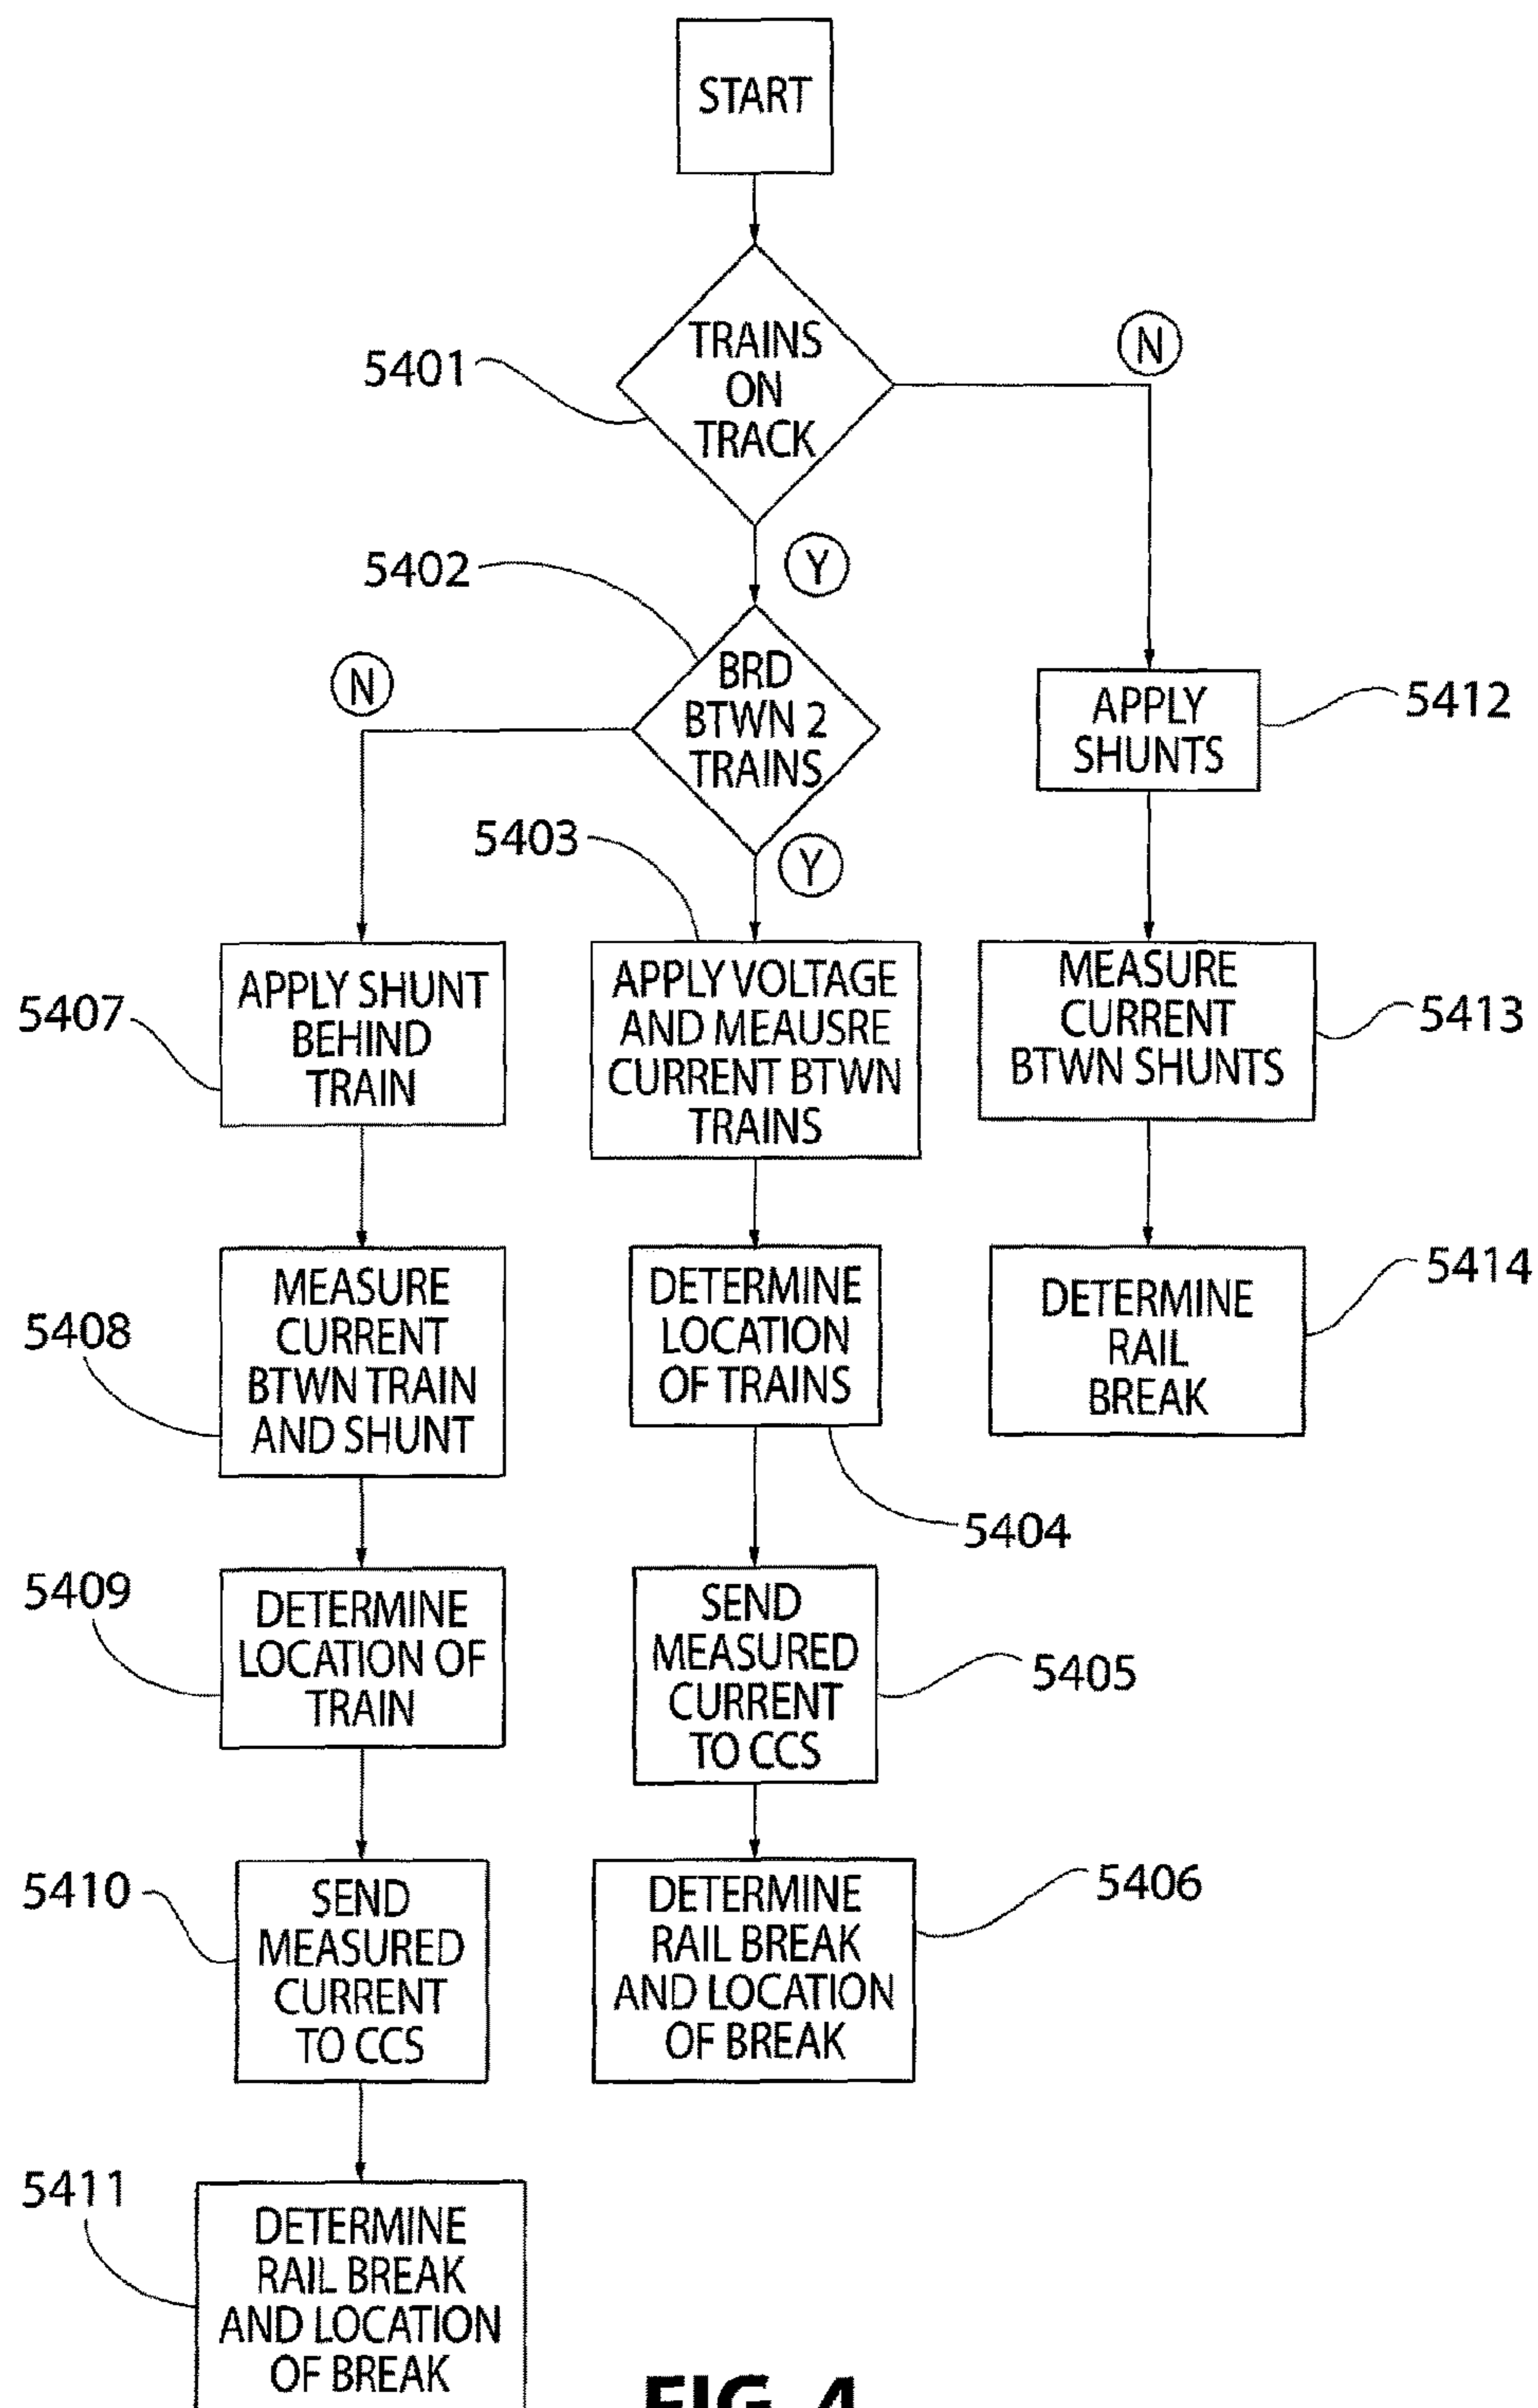 START
TRAINS
ON
TRACK
5401
N
Y
5402
BRD
BTWN 2
TRAINS
N
Y
APPLY
SHUNTS
5412
5403
APPLY SHUNT
BEHIND
TRAIN
5407
APPLY VOLTAGE
AND MEAUSRE
CURRENT BTWN
TRAINS
MEASURE
CURRENT
BTWN SHUNTS
5413
MEASURE
CURRENT
BTWN TRAIN
AND SHUNT
5408
DETERMINE
LOCATION
OF TRAINS
5404
DETERMINE
RAIL
BREAK
5414
5409
DETERMINE
LOCATION OF
TRAIN
SEND
MEASURED
CURRENT
TO CCS
5405
5410
SEND
MEASURED
CURRENT
TO CCS
DETERMINE
RAIL BREAK
AND LOCATION
OF BREAK
5406
5411
DETERMINE
RAIL BREAK
AND LOCATION
OF BREAK
FIG. 4